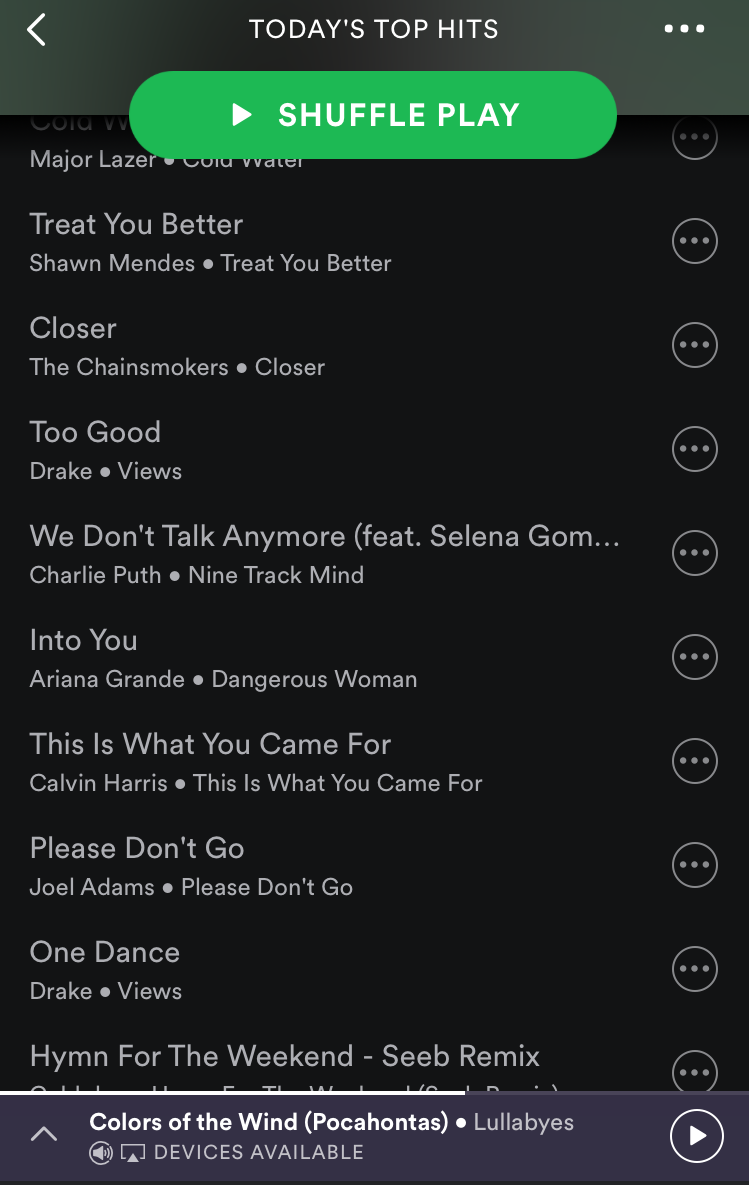 TODAY'S TOP HITS
SHUFFLE PLAY
Cold W
Major Lazer • Cold Water
Treat You Better
Shawn Mendes • Treat You Better
Closer
The Chainsmokers • Closer
Too Good
Drake • Views
We Don't Talk Anymore (feat. Selena Gom...
Charlie Puth • Nine Track Mind
Into You
Ariana Grande • Dangerous Woman
This Is What You Came For
Calvin Harris • This Is What You Came For
Please Don't Go
Joel Adams • Please Don't Go
One Dance
Drake • Views
Hymn For The Weekend - Seeb Remix
Colors of the Wind (Pocahontas) • Lullabyes
DEVICES AVAILABLE